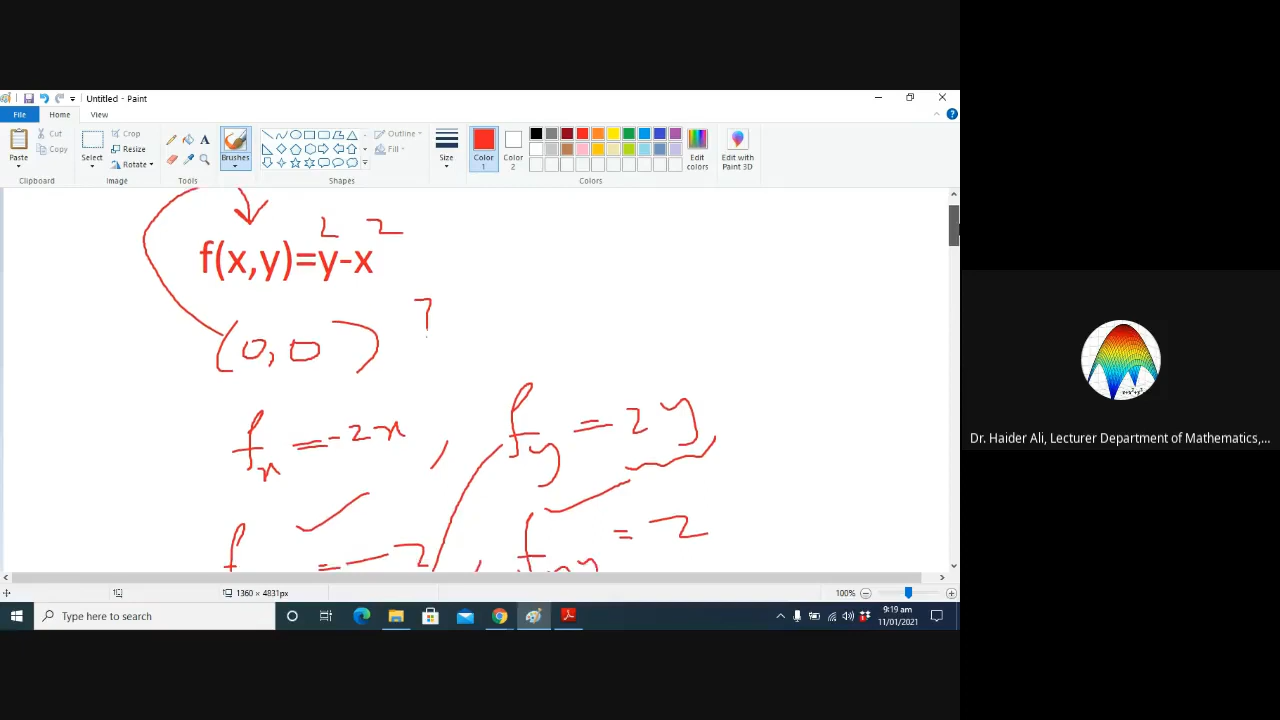 Untitled - Paint
File Home View
Cut
Crop
Outline
Copy
Resize
Fill
Paste Select Rotate Brushes Size Color 1 Color 2 Edit colors Edit with Paint 3D
Clipboard Image Tools Shapes Colors
2 2
f(x,y)=y-x
(0,0) ?
fx = -2x, fy = 2y,
f = -2, f = 2
Dr. Haider Ali, Lecturer Department of Mathematics,...
1360 × 4831px 100%
Type here to search
9:19 am
11/01/2021